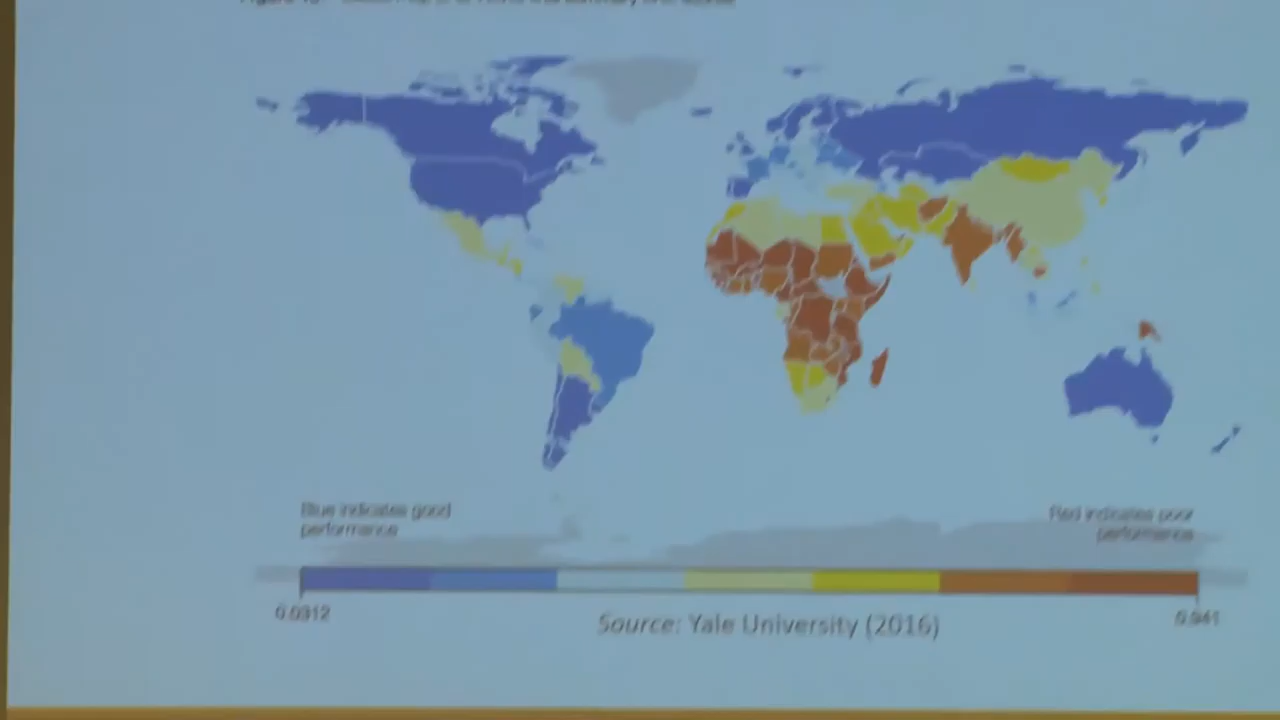 Blue indicates good
performance
Red indicates poor
performance
0.0312
0.941
Source: Yale University (2016)